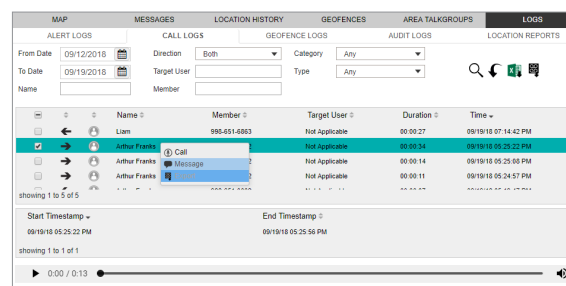 MAP MESSAGES LOCATION HISTORY GEOFENCES AREA TALKGROUPS LOGS
ALERT LOGS CALL LOGS GEOFENCE LOGS AUDIT LOGS LOCATION REPORTS
From Date 09/12/2018 Direction Both Category Any
To Date 09/19/2018 Target User Type Any
Name Member
Name Member Target User Duration Time
Liam 998-651-6863 Not Applicable 00:00:27 09/19/18 07:14:42 PM
Arthur Franks 2 Not Applicable 00:00:34 09/19/18 05:25:22 PM
Call
Arthur Franks 2 Not Applicable 00:00:14 09/19/18 05:25:08 PM
Message
Arthur Franks 2 Not Applicable 00:00:11 09/19/18 05:24:57 PM
showing 1 to 5 of 5
Start Timestamp End Timestamp
09/19/18 05:25:22 PM 09/19/18 05:25:56 PM
showing 1 to 1 of 1
0:00 / 0:13